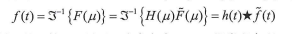 f(t) = ℑ⁻¹{F(μ)} = ℑ⁻¹{H(μ)F̃(μ)} = h(t)★f̃(t)